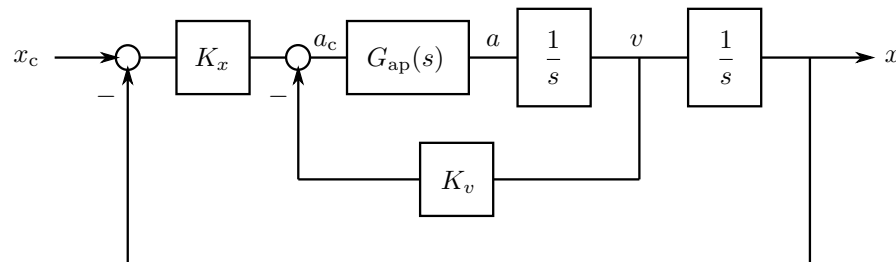 x_c − K_x − a_c G_ap(s) a 1/s v 1/s x
K_v